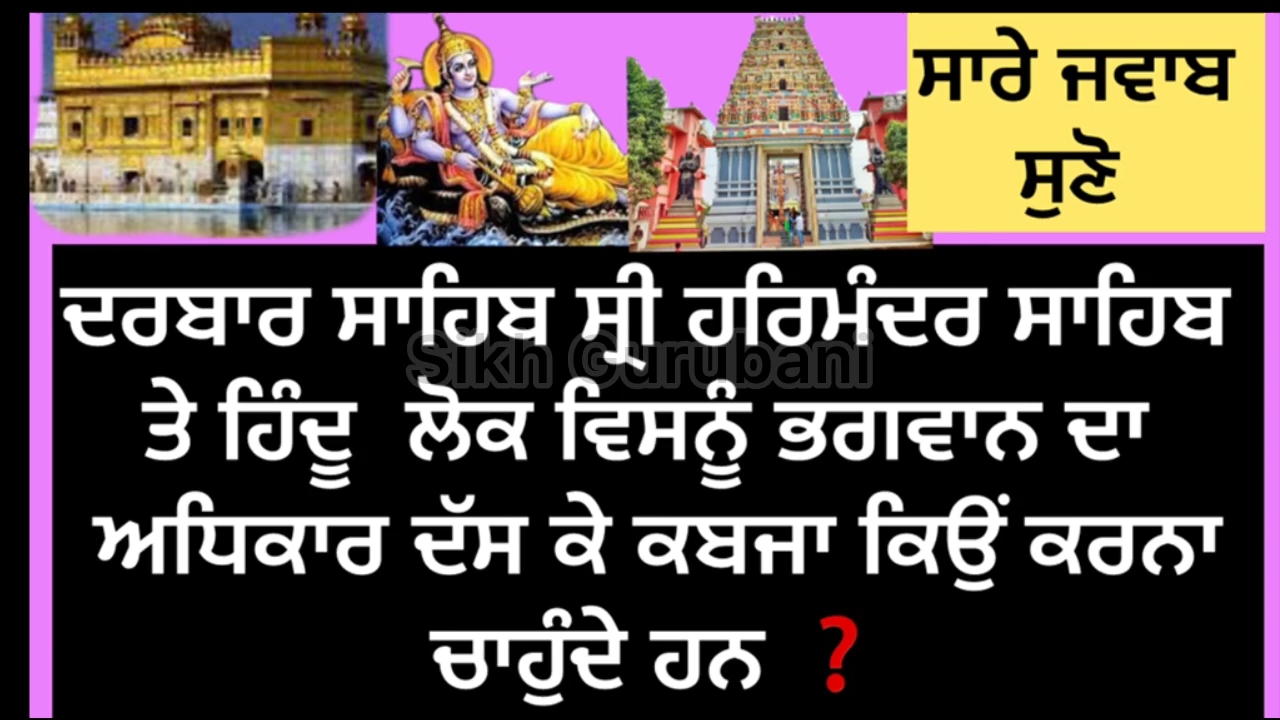 ਸਾਰੇ ਜਵਾਬ
ਸੁਣੋ
ਦਰਬਾਰ ਸਾਹਿਬ ਸ੍ਰੀ ਹਰਿਮੰਦਰ ਸਾਹਿਬ
Sikh Gurubani
ਤੇ ਹਿੰਦੂ ਲੋਕ ਵਿਸਨੂੰ ਭਗਵਾਨ ਦਾ
ਅਧਿਕਾਰ ਦੱਸ ਕੇ ਕਬਜਾ ਕਿਉਂ ਕਰਨਾ
ਚਾਹੁੰਦੇ ਹਨ ❓